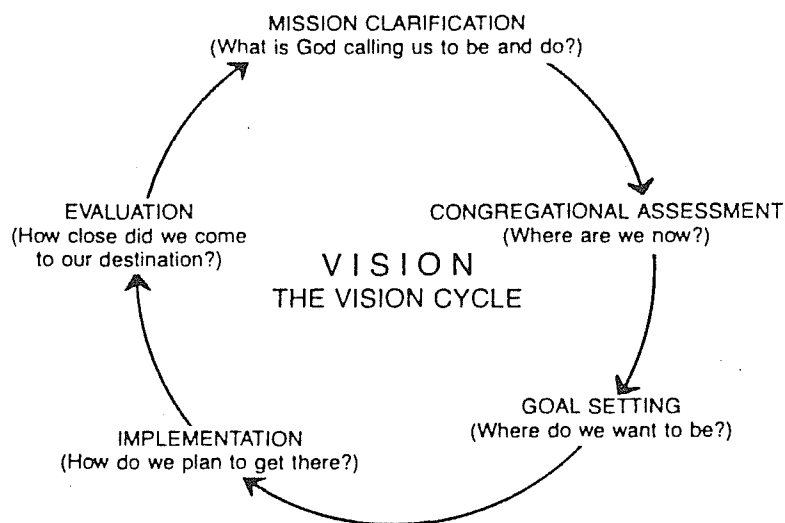 MISSION CLARIFICATION
(What is God calling us to be and do?)
CONGREGATIONAL ASSESSMENT
(Where are we now?)
GOAL SETTING
(Where do we want to be?)
IMPLEMENTATION
(How do we plan to get there?)
EVALUATION
(How close did we come
to our destination?)
VISION
THE VISION CYCLE